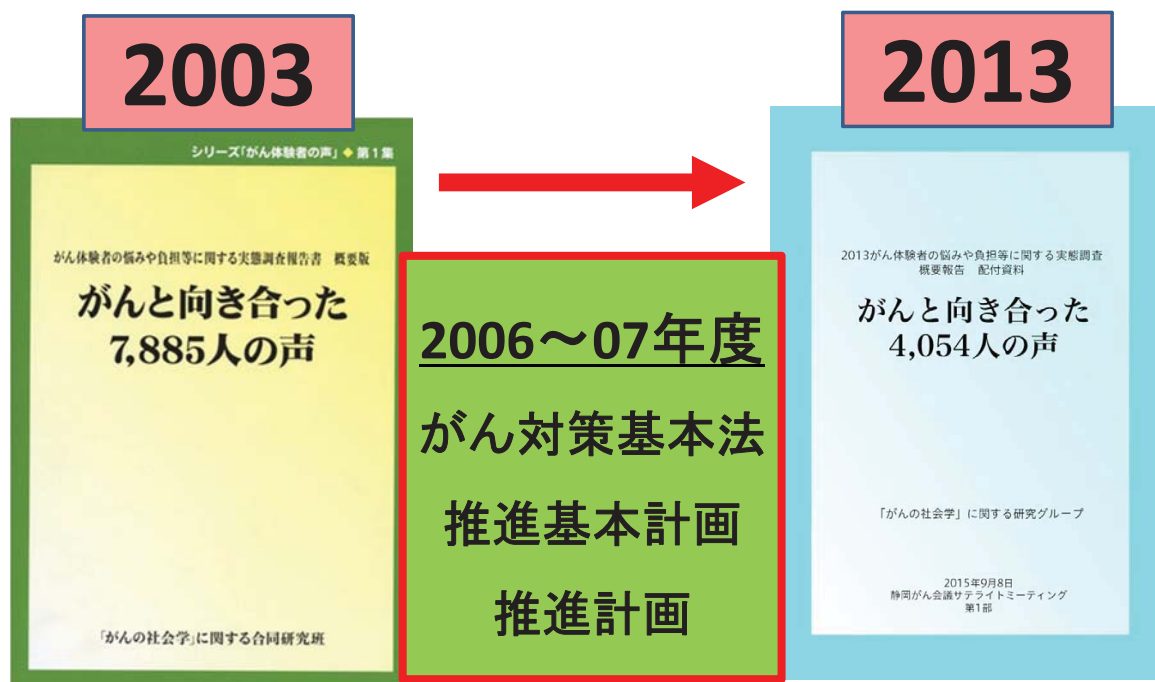 2003
シリーズ「がん体験者の声」◆第1集
がん体験者の悩みや負担等に関する実態調査報告書 概要版
がんと向き合った
7,885人の声
「がんの社会学」に関する合同研究班
2006～07年度
がん対策基本法
推進基本計画
推進計画
2013
2013がん体験者の悩みや負担等に関する実態調査
概要報告 配付資料
がんと向き合った
4,054人の声
「がんの社会学」に関する研究グループ
2015年9月8日
静岡がん会議サテライトミーティング
第1部